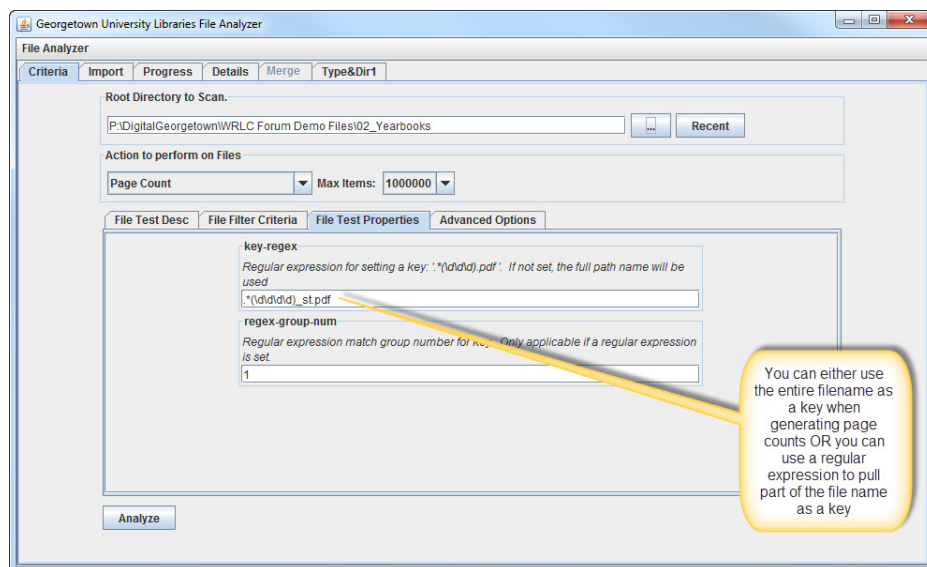 Georgetown University Libraries File Analyzer
File Analyzer
Criteria Import Progress Details Merge Type&Dir1
Root Directory to Scan.
P:\DigitalGeorgetown\WRLC Forum Demo Files\02_Yearbooks
... Recent
Action to perform on Files
Page Count Max Items: 1000000
File Test Desc File Filter Criteria File Test Properties Advanced Options
key-regex
Regular expression for setting a key: '.*(\d\d\d).pdf '. If not set, the full path name will be
used
.*(\d\d\d\d)_st.pdf
regex-group-num
Regular expression match group number for key. Only applicable if a regular expression
is set.
1
You can either use
the entire filename as
a key when
generating page
counts OR you can
use a regular
expression to pull
part of the file name
as a key
Analyze